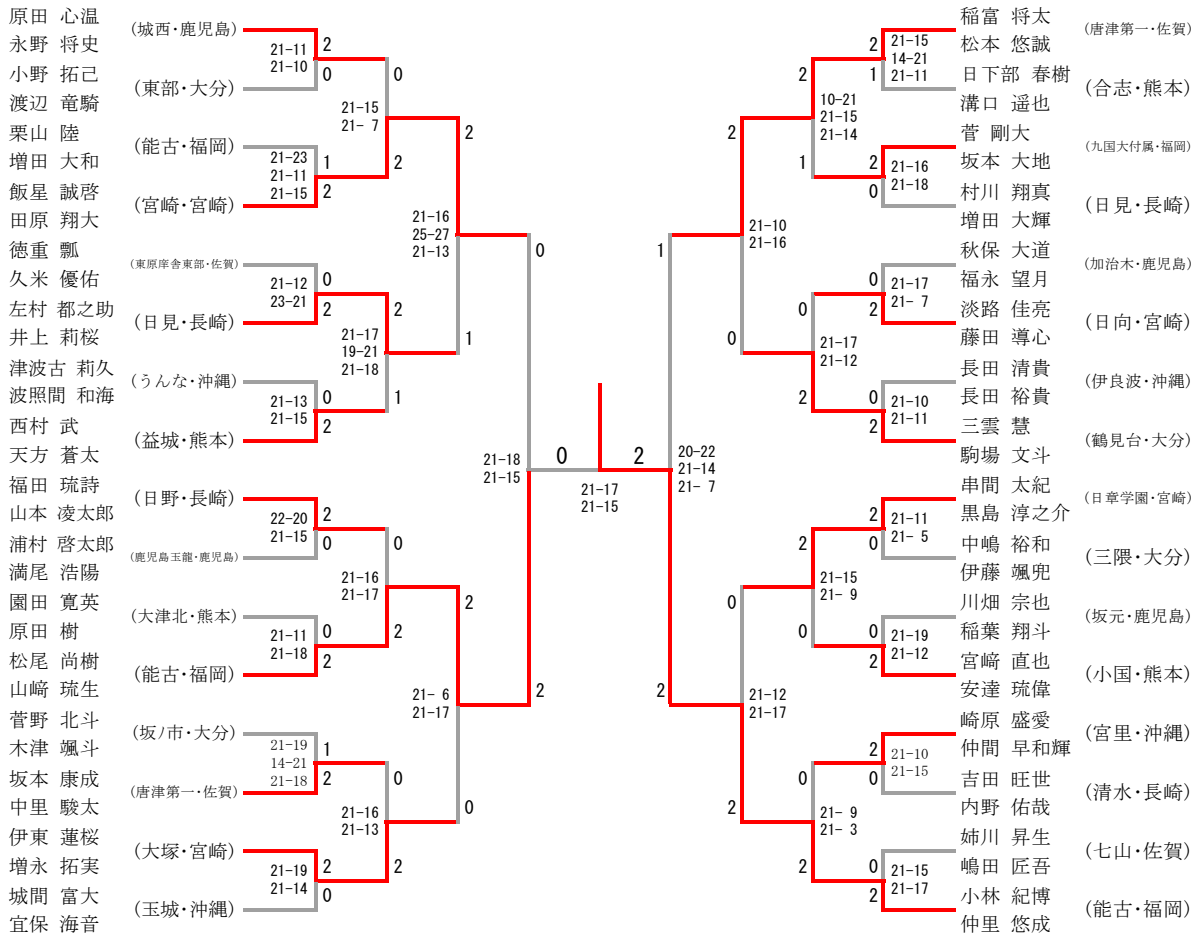 原田 心温
永野 将史
(城西・鹿児島)
21-11
21-10
2
0
小野 拓己
渡辺 竜騎
(東部・大分)
0
21-15
21- 7
2
栗山 陸
増田 大和
(能古・福岡)
21-23
21-11
21-15
1
2
飯星 誠啓
田原 翔大
(宮崎・宮崎)
2
21-16
25-27
21-13
1
徳重 瓢
久米 優佑
(東原庠舎東部・佐賀)
21-12
23-21
0
2
左村 都之助
井上 莉桜
(日見・長崎)
2
21-17
19-21
21-18
1
津波古 莉久
波照間 和海
(うんな・沖縄)
21-13
21-15
0
2
西村 武
天方 蒼太
(益城・熊本)
0
21-18
21-15
2
福田 琉詩
山本 凌太郎
(日野・長崎)
22-20
21-15
2
0
浦村 啓太郎
満尾 浩陽
(鹿児島玉龍・鹿児島)
0
21-16
21-17
2
園田 寛英
原田 樹
(大津北・熊本)
21-11
21-18
0
2
松尾 尚樹
山﨑 琉生
(能古・福岡)
2
21- 6
21-17
0
菅野 北斗
木津 颯斗
(坂ノ市・大分)
21-19
14-21
21-18
1
2
坂本 康成
中里 駿太
(唐津第一・佐賀)
0
21-16
21-13
2
伊東 蓮桜
増永 拓実
(大塚・宮崎)
21-19
21-14
2
0
城間 富大
宜保 海音
(玉城・沖縄)
0
2
21-17
21-15
稲富 将太
松本 悠誠
(唐津第一・佐賀)
2
1
21-15
14-21
21-11
日下部 春樹
溝口 遥也
(合志・熊本)
2
10-21
21-15
21-14
1
菅 剛大
坂本 大地
(九国大付属・福岡)
2
0
21-16
21-18
村川 翔真
増田 大輝
(日見・長崎)
2
21-10
21-16
0
秋保 大道
福永 望月
(加治木・鹿児島)
0
2
21-17
21- 7
淡路 佳亮
藤田 導心
(日向・宮崎)
0
21-17
21-12
2
長田 清貴
長田 裕貴
(伊良波・沖縄)
0
2
21-10
21-11
三雲 慧
駒場 文斗
(鶴見台・大分)
1
20-22
21-14
21- 7
2
串間 太紀
黒島 淳之介
(日章学園・宮崎)
2
0
21-11
21- 5
中嶋 裕和
伊藤 颯兜
(三隈・大分)
2
21-15
21- 9
0
川畑 宗也
稲葉 翔斗
(坂元・鹿児島)
0
2
21-19
21-12
宮﨑 直也
安達 琉偉
(小国・熊本)
0
21-12
21-17
2
崎原 盛愛
仲間 早和輝
(宮里・沖縄)
2
0
21-10
21-15
吉田 旺世
内野 佑哉
(清水・長崎)
0
21- 9
21- 3
2
姉川 昇生
嶋田 匠吾
(七山・佐賀)
0
2
21-15
21-17
小林 紀博
仲里 悠成
(能古・福岡)